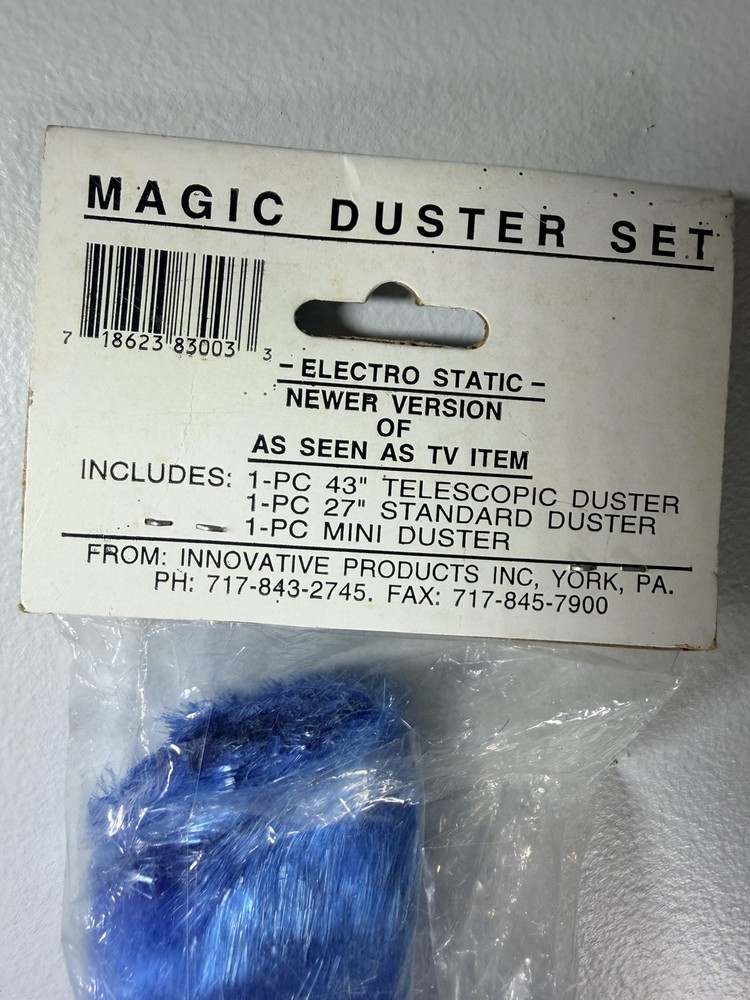 MAGIC DUSTER SET
7 18623 83003 3
- ELECTRO STATIC -
NEWER VERSION
OF
AS SEEN AS TV ITEM
INCLUDES: 1-PC 43" TELESCOPIC DUSTER
1-PC 27" STANDARD DUSTER
1-PC MINI DUSTER
FROM: INNOVATIVE PRODUCTS INC, YORK, PA.
PH: 717-843-2745. FAX: 717-845-7900